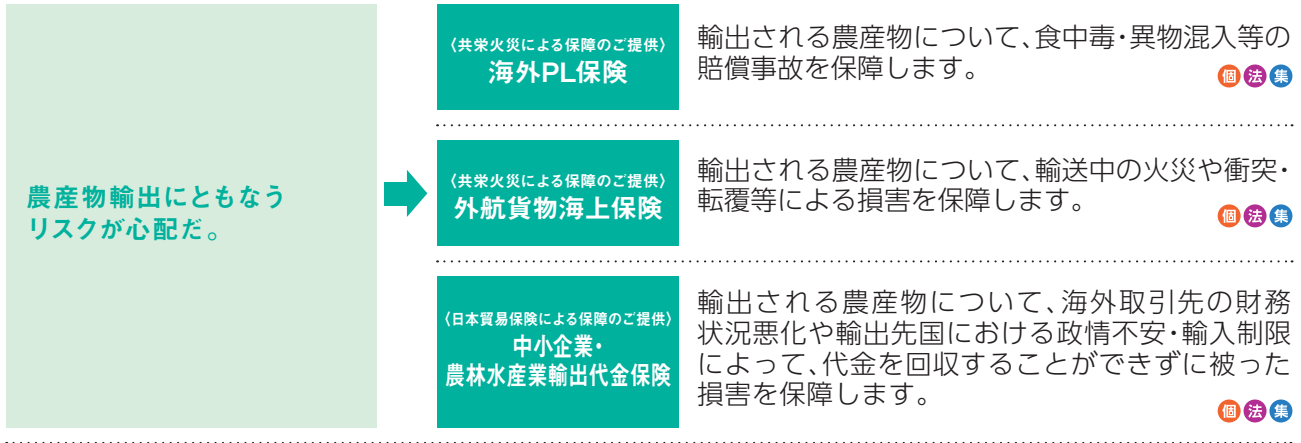 農産物輸出にともなう
リスクが心配だ。
〈共栄火災による保障のご提供〉
海外PL保険
輸出される農産物について、食中毒・異物混入等の
賠償事故を保障します。
個 法 集
〈共栄火災による保障のご提供〉
外航貨物海上保険
輸出される農産物について、輸送中の火災や衝突・
転覆等による損害を保障します。
個 法 集
〈日本貿易保険による保障のご提供〉
中小企業・
農林水産業輸出代金保険
輸出される農産物について、海外取引先の財務
状況悪化や輸出先国における政情不安・輸入制限
によって、代金を回収することができずに被った
損害を保障します。
個 法 集